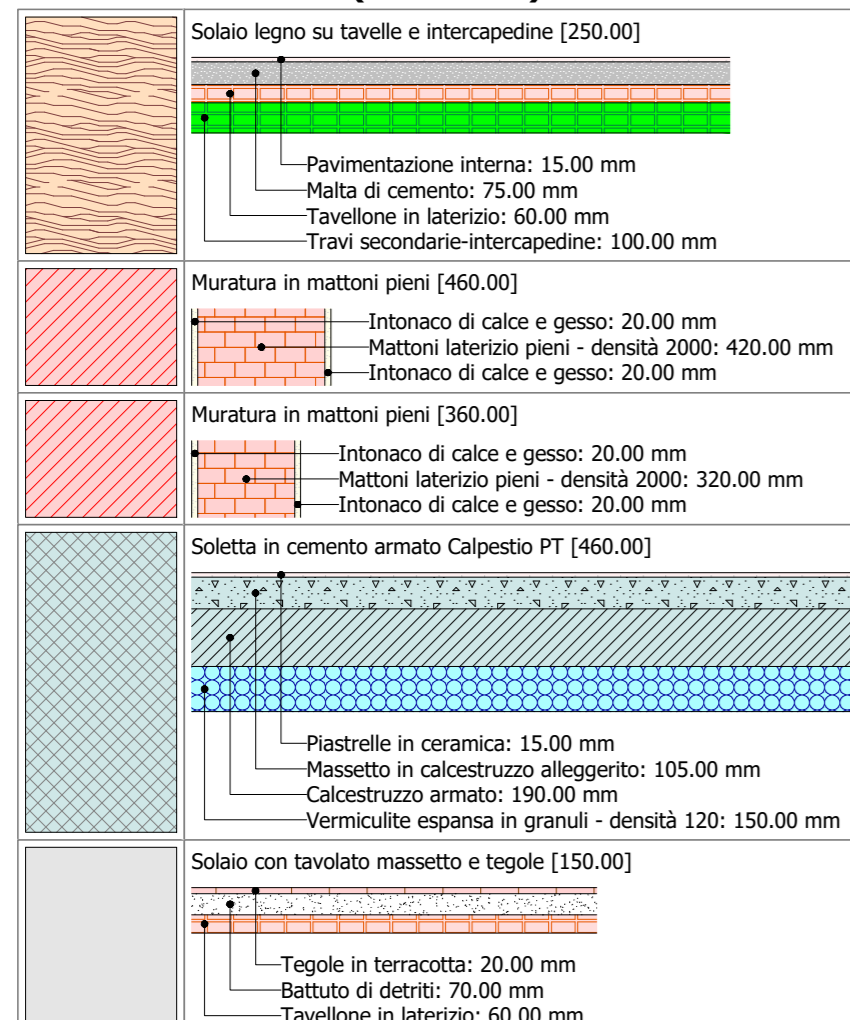 Solaio legno su tavelle e intercapedine [250.00]
Pavimentazione interna: 15.00 mm
Malta di cemento: 75.00 mm
Tavellone in laterizio: 60.00 mm
Travi secondarie-intercapedine: 100.00 mm
Muratura in mattoni pieni [460.00]
Intonaco di calce e gesso: 20.00 mm
Mattoni laterizio pieni - densità 2000: 420.00 mm
Intonaco di calce e gesso: 20.00 mm
Muratura in mattoni pieni [360.00]
Intonaco di calce e gesso: 20.00 mm
Mattoni laterizio pieni - densità 2000: 320.00 mm
Intonaco di calce e gesso: 20.00 mm
Soletta in cemento armato Calpestio PT [460.00]
Piastrelle in ceramica: 15.00 mm
Massetto in calcestruzzo alleggerito: 105.00 mm
Calcestruzzo armato: 190.00 mm
Vermiculite espansa in granuli - densità 120: 150.00 mm
Solaio con tavolato massetto e tegole [150.00]
Tegole in terracotta: 20.00 mm
Battuto di detriti: 70.00 mm
Tavellone in laterizio: 60.00 mm